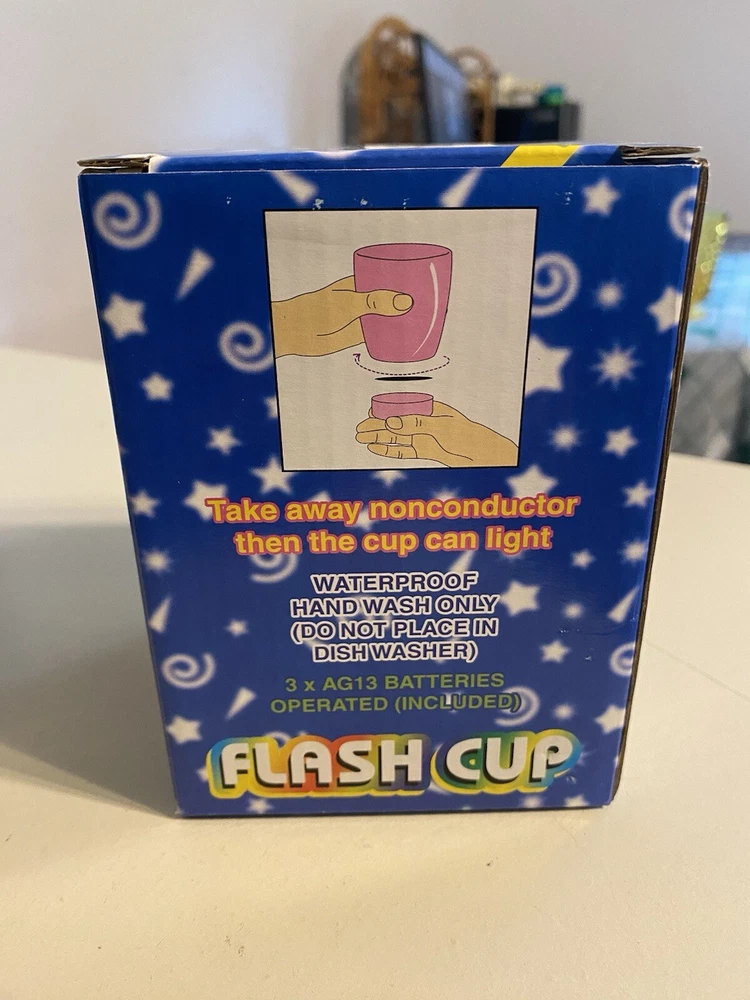 Take away nonconductor
then the cup can light
WATERPROOF
HAND WASH ONLY
(DO NOT PLACE IN
DISH WASHER)
3 x AG13 BATTERIES
OPERATED (INCLUDED)
FLASH CUP